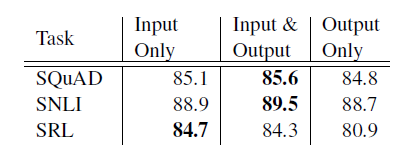 Task Input Only Input & Output Output Only
SQuAD 85.1 85.6 84.8
SNLI 88.9 89.5 88.7
SRL 84.7 84.3 80.9